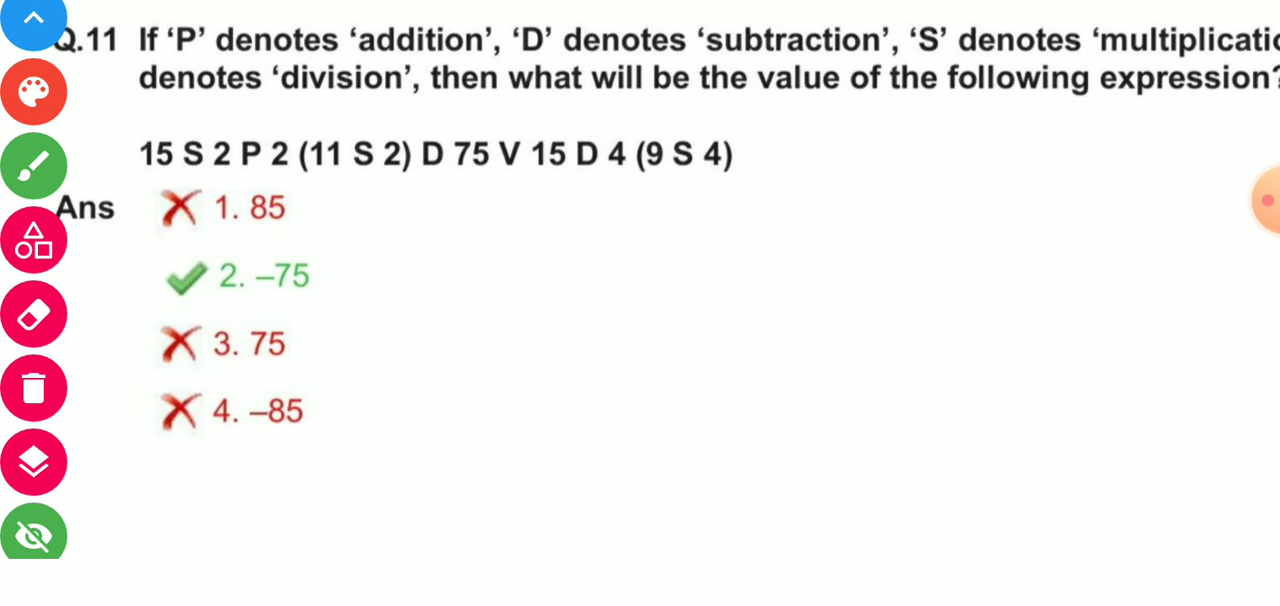 Q.11 If ‘P’ denotes ‘addition’, ‘D’ denotes ‘subtraction’, ‘S’ denotes
denotes ‘division’, then what will be the value of the following expression?
15 S 2 P 2 (11 S 2) D 75 V 15 D 4 (9 S 4)
Ans 1. 85
2. –75
3. 75
4. –85